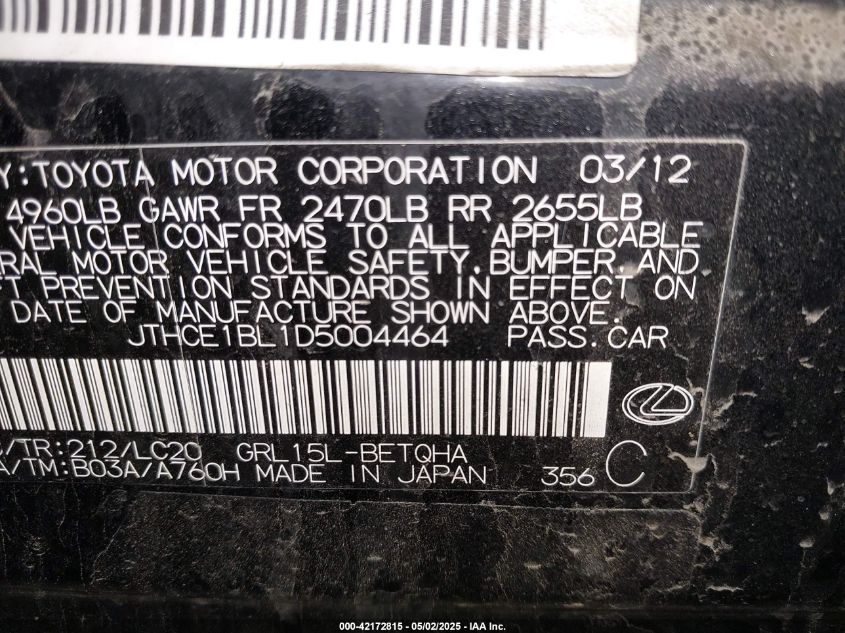 Y:TOYOTA MOTOR CORPORATION 03/12
4960LB GAWR FR 2470LB RR 2655LB
VEHICLE CONFORMS TO ALL APPLICABLE
ERAL MOTOR VEHICLE SAFETY,BUMPER,AND
FT PREVENTION STANDARDS IN EFFECT ON
DATE OF MANUFACTURE SHOWN ABOVE.
JTHCE1BL1D5004464 PASS.CAR
/TR:212/LC20 GRL15L-BETQHA
A/TM:B03A/A760H MADE IN JAPAN 356 C
000-42172815 - 05/02/2025 - IAA Inc.